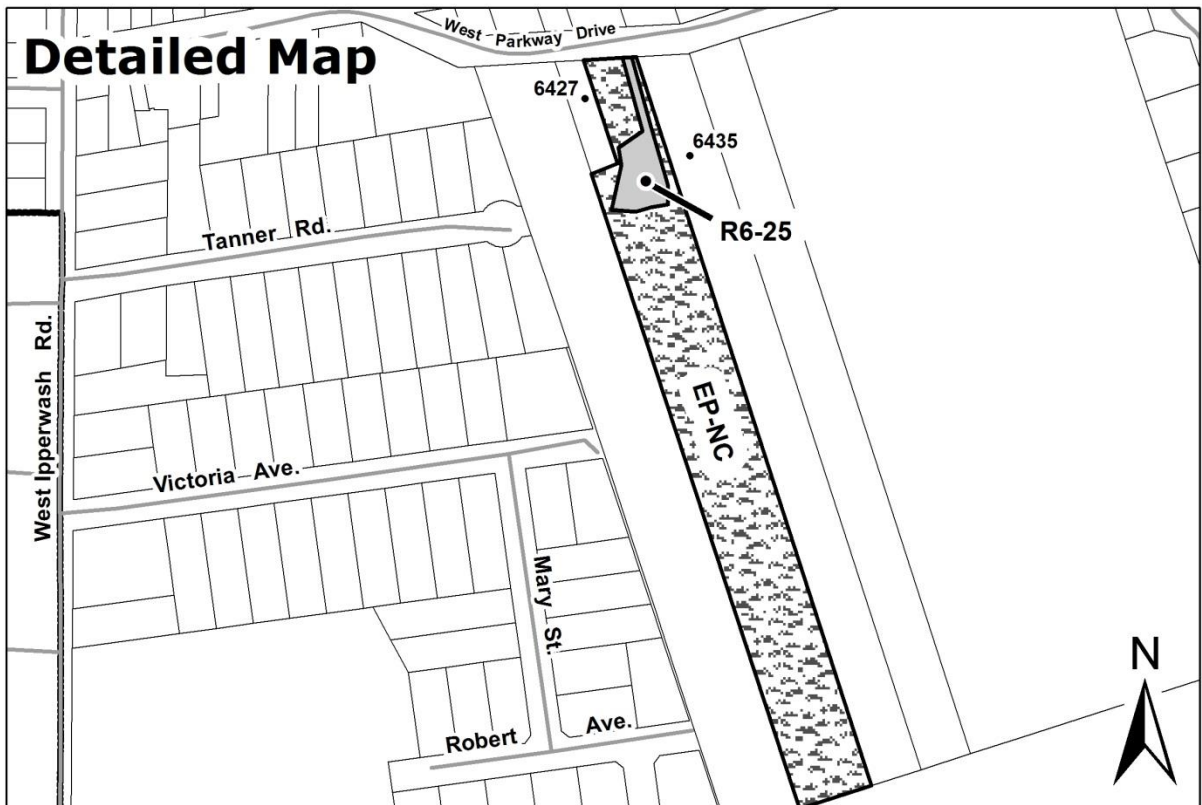 Detailed Map
West Parkway Drive
6427
6435
R6-25
Tanner Rd.
West Ipperwash Rd.
EP-NC
Victoria Ave.
Mary St.
Robert Ave.
N